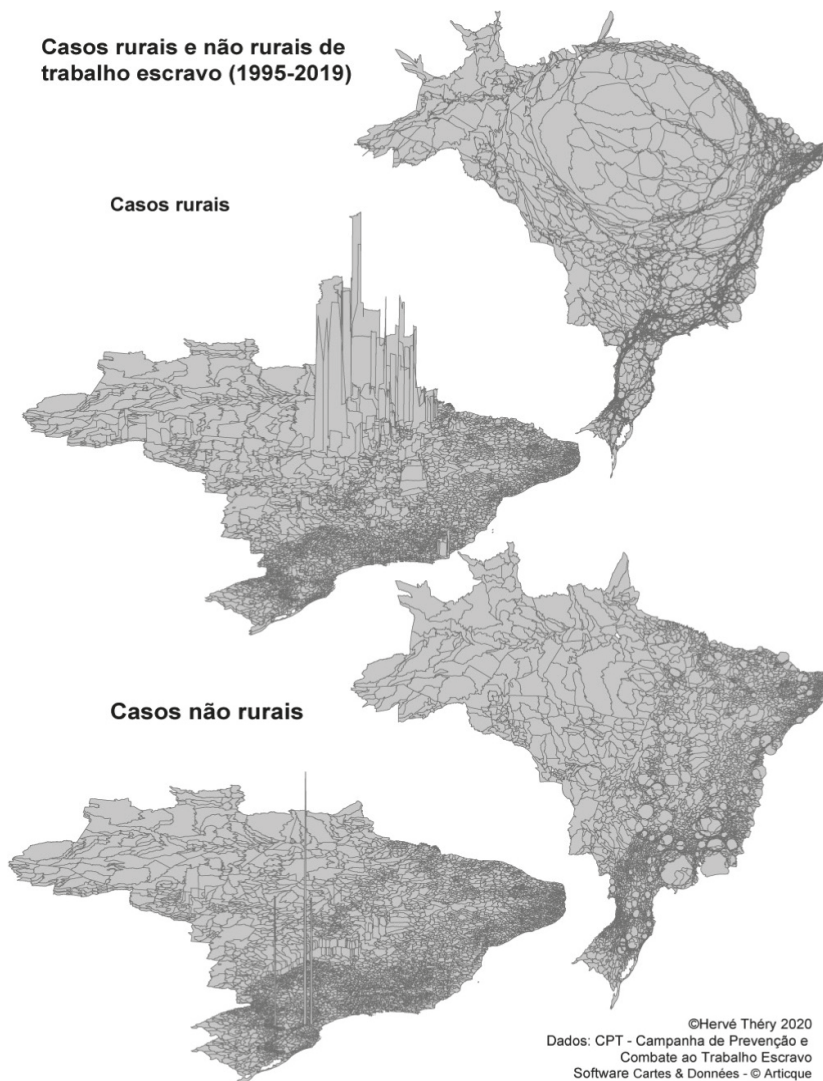 Casos rurais e não rurais de
trabalho escravo (1995-2019)
Casos rurais
Casos não rurais
©Hervé Théry 2020
Dados: CPT - Campanha de Prevenção e
Combate ao Trabalho Escravo
Software Cartes & Données - © Articque